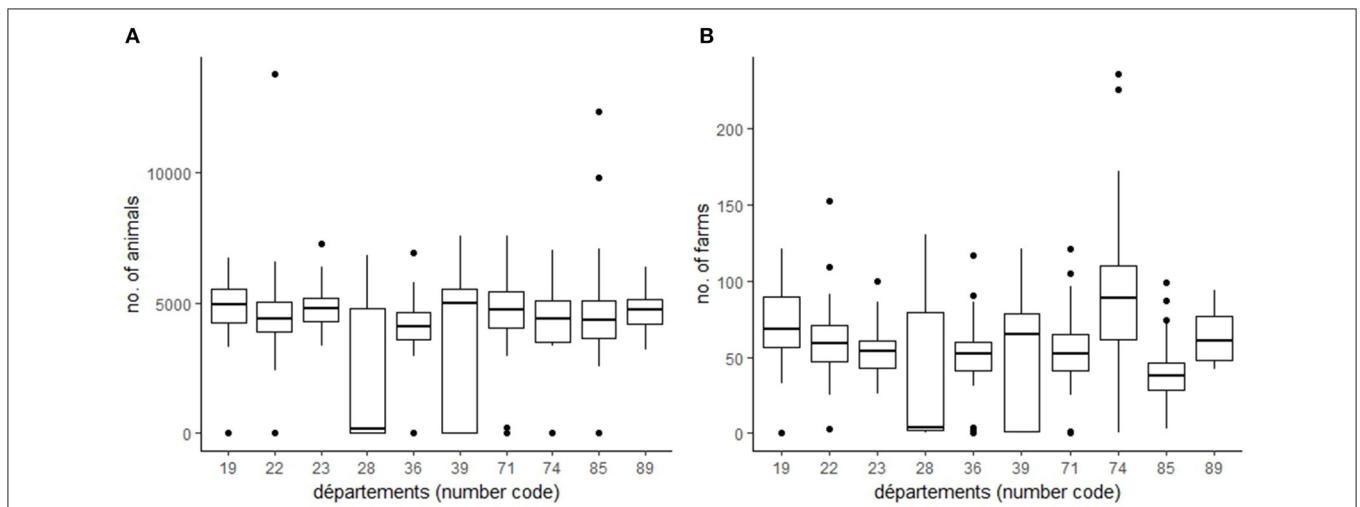 A
no. of animals
10000
5000
0
19 22 23 28 36 39 71 74 85 89
départements (number code)
B
no. of farms
200
150
100
50
0
19 22 23 28 36 39 71 74 85 89
départements (number code)